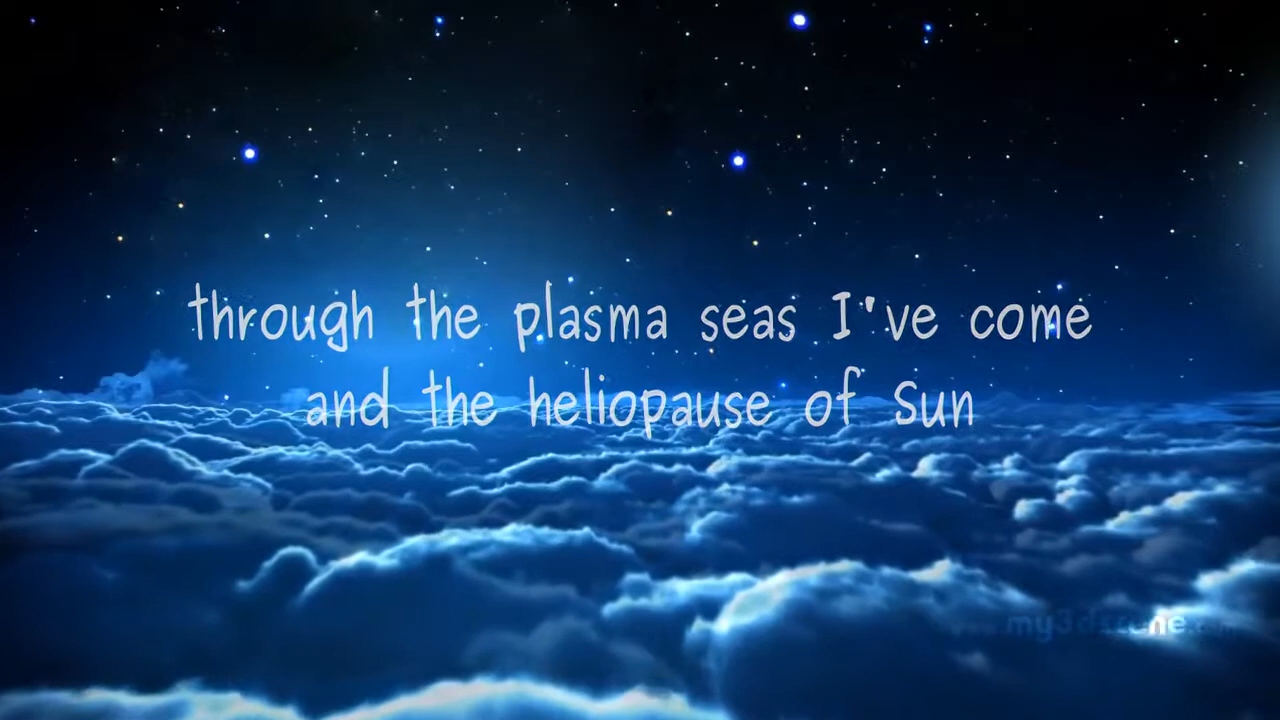 through the plasma seas I've come
and the heliopause of Sun